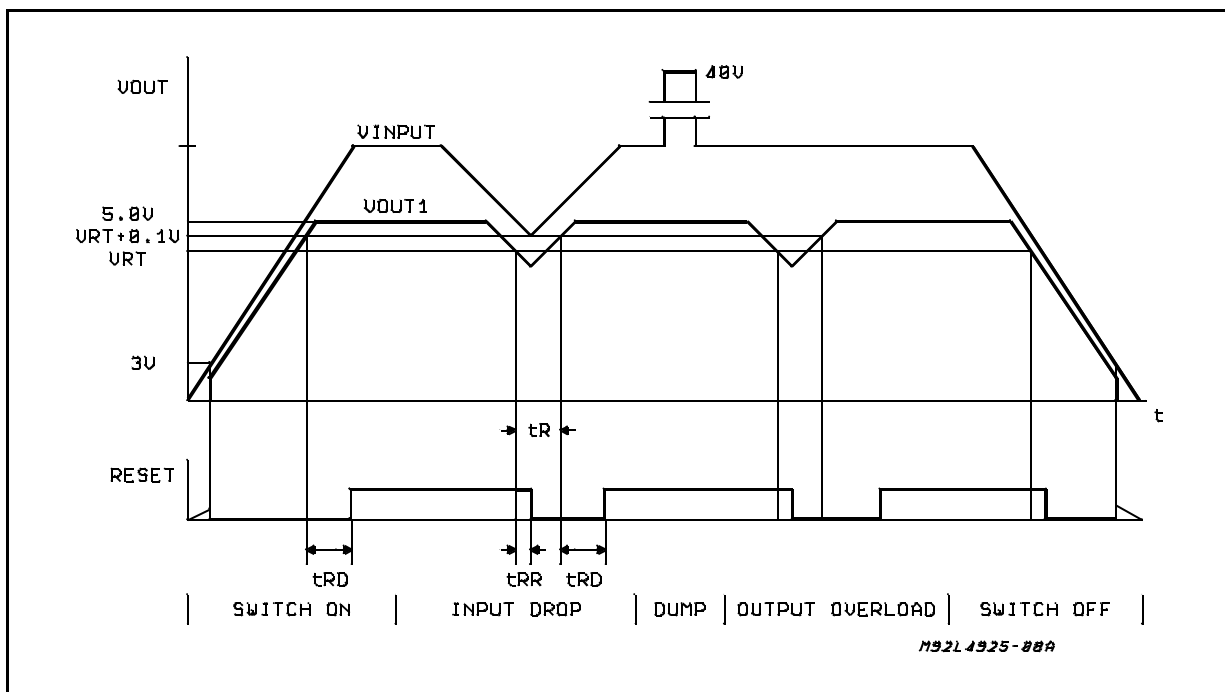 40V
VOUT
VINPUT
5.0V
VOUT1
VRT+0.1V
VRT
3V
t
tR
RESET
tRD
tRR
tRD
SWITCH ON
INPUT DROP
DUMP
OUTPUT OVERLOAD
SWITCH OFF
M92L4925-08A